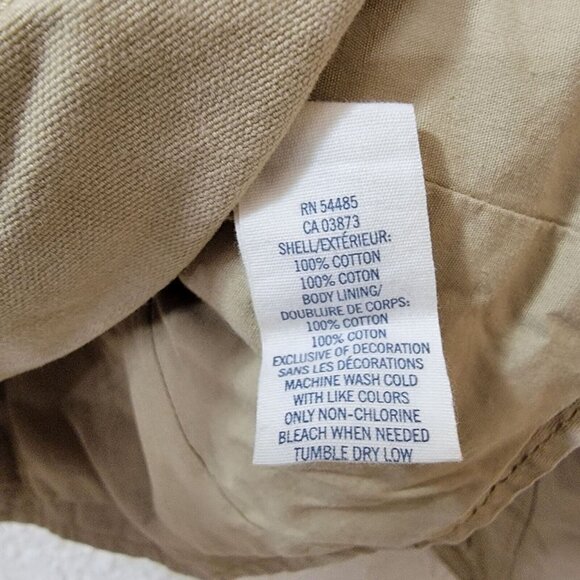 RN 54485
CA 03873
SHELL/EXTÉRIEUR:
100% COTTON
100% COTTON
BODY LINING/
DOUBLURE DE CORPS:
100% COTTON
100% COTTON
EXCLUSIVE OF DECORATION
SANS LES DÉCORATIONS
MACHINE WASH COLD
WITH LIKE COLORS
ONLY NON-CHLORINE
BLEACH WHEN NEEDED
TUMBLE DRY LOW